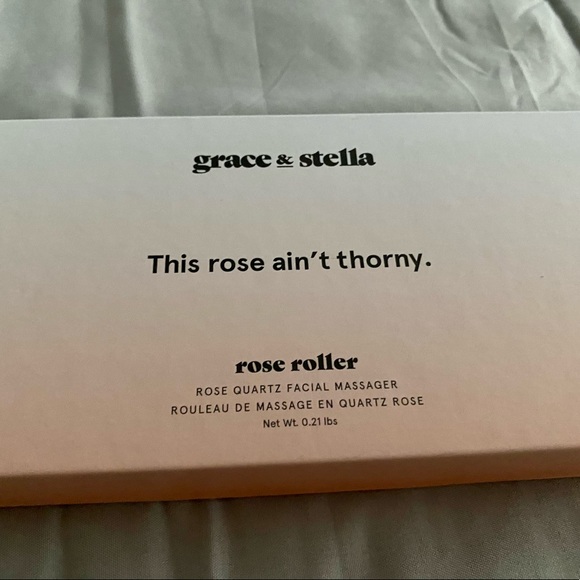 grace & stella
This rose ain't thorny.
rose roller
ROSE QUARTZ FACIAL MASSAGER
ROULEAU DE MASSAGE EN QUARTZ ROSE
Net Wt. 0.21 lbs